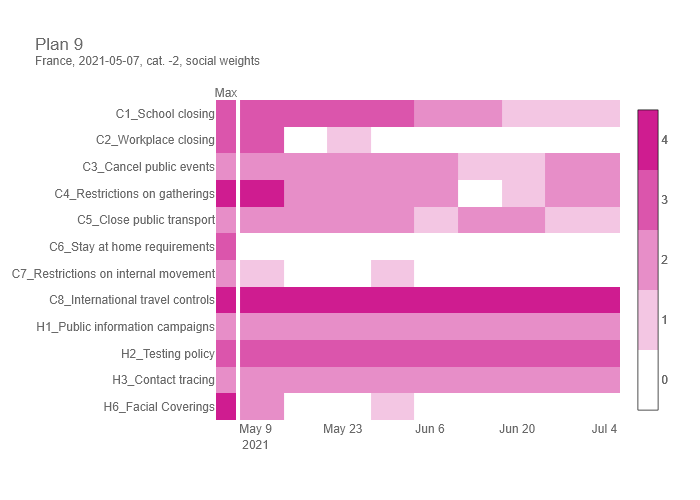 Plan 9
France, 2021-05-07, cat. -2, social weights
Max
C1_School closing
C2_Workplace closing
C3_Cancel public events
C4_Restrictions on gatherings
C5_Close public transport
C6_Stay at home requirements
C7_Restrictions on internal movement
C8_International travel controls
H1_Public information campaigns
H2_Testing policy
H3_Contact tracing
H6_Facial Coverings
May 9 May 23 Jun 6 Jun 20 Jul 4
2021
4
3
2
1
0